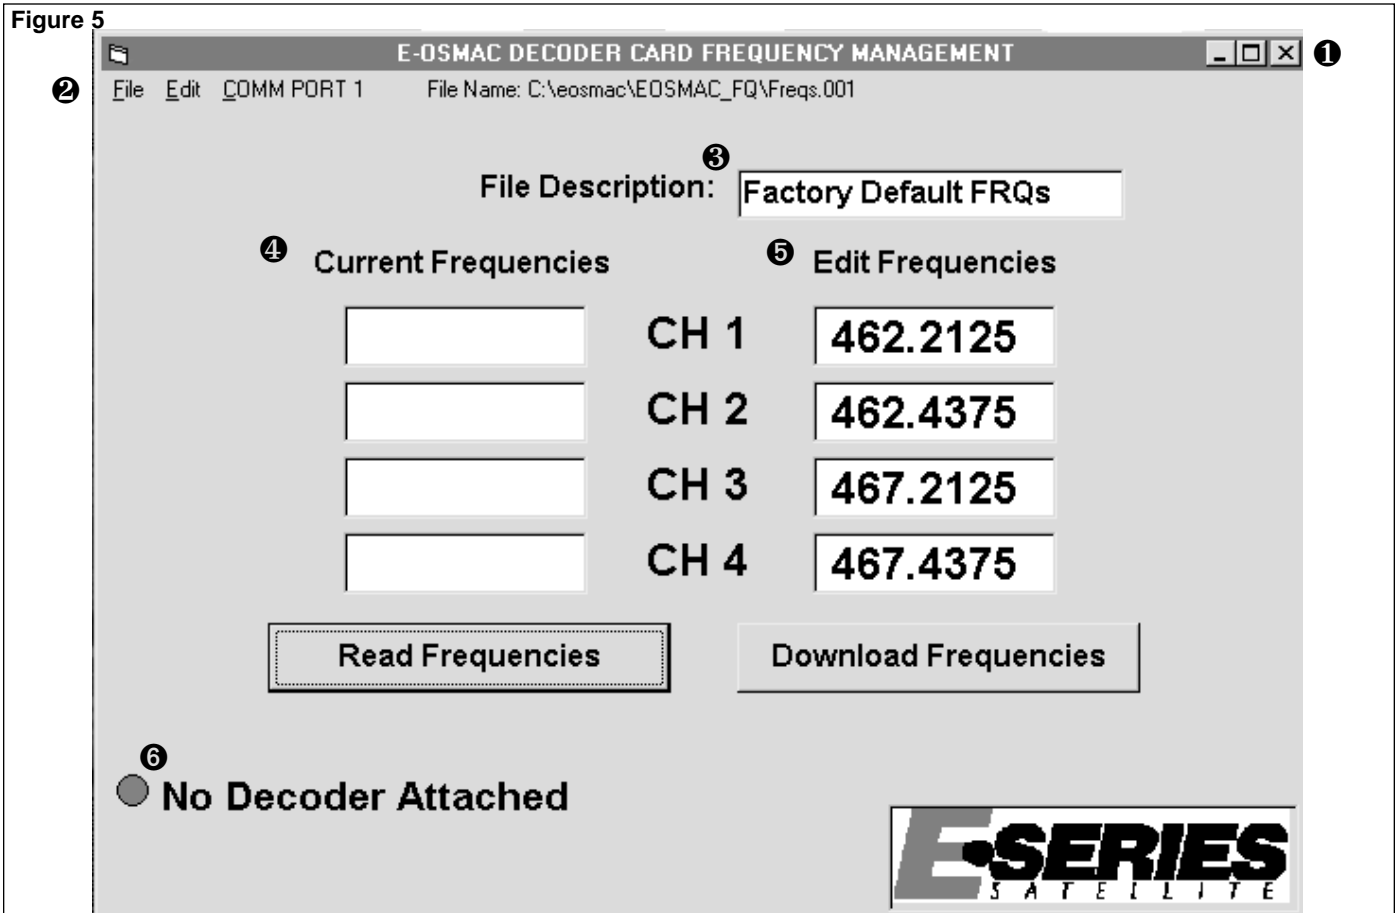 Figure 5
E-OSMAC DECODER CARD FREQUENCY MANAGEMENT ❶
❷ File Edit COMM PORT 1 File Name: C:\eosmac\EOSMAC_FQ\Freqs.001
❸
File Description: Factory Default FRQs
❹ Current Frequencies ❺ Edit Frequencies
CH 1 462.2125
CH 2 462.4375
CH 3 467.2125
CH 4 467.4375
Read Frequencies Download Frequencies
❻
No Decoder Attached
E•SERIES
SATELLITE